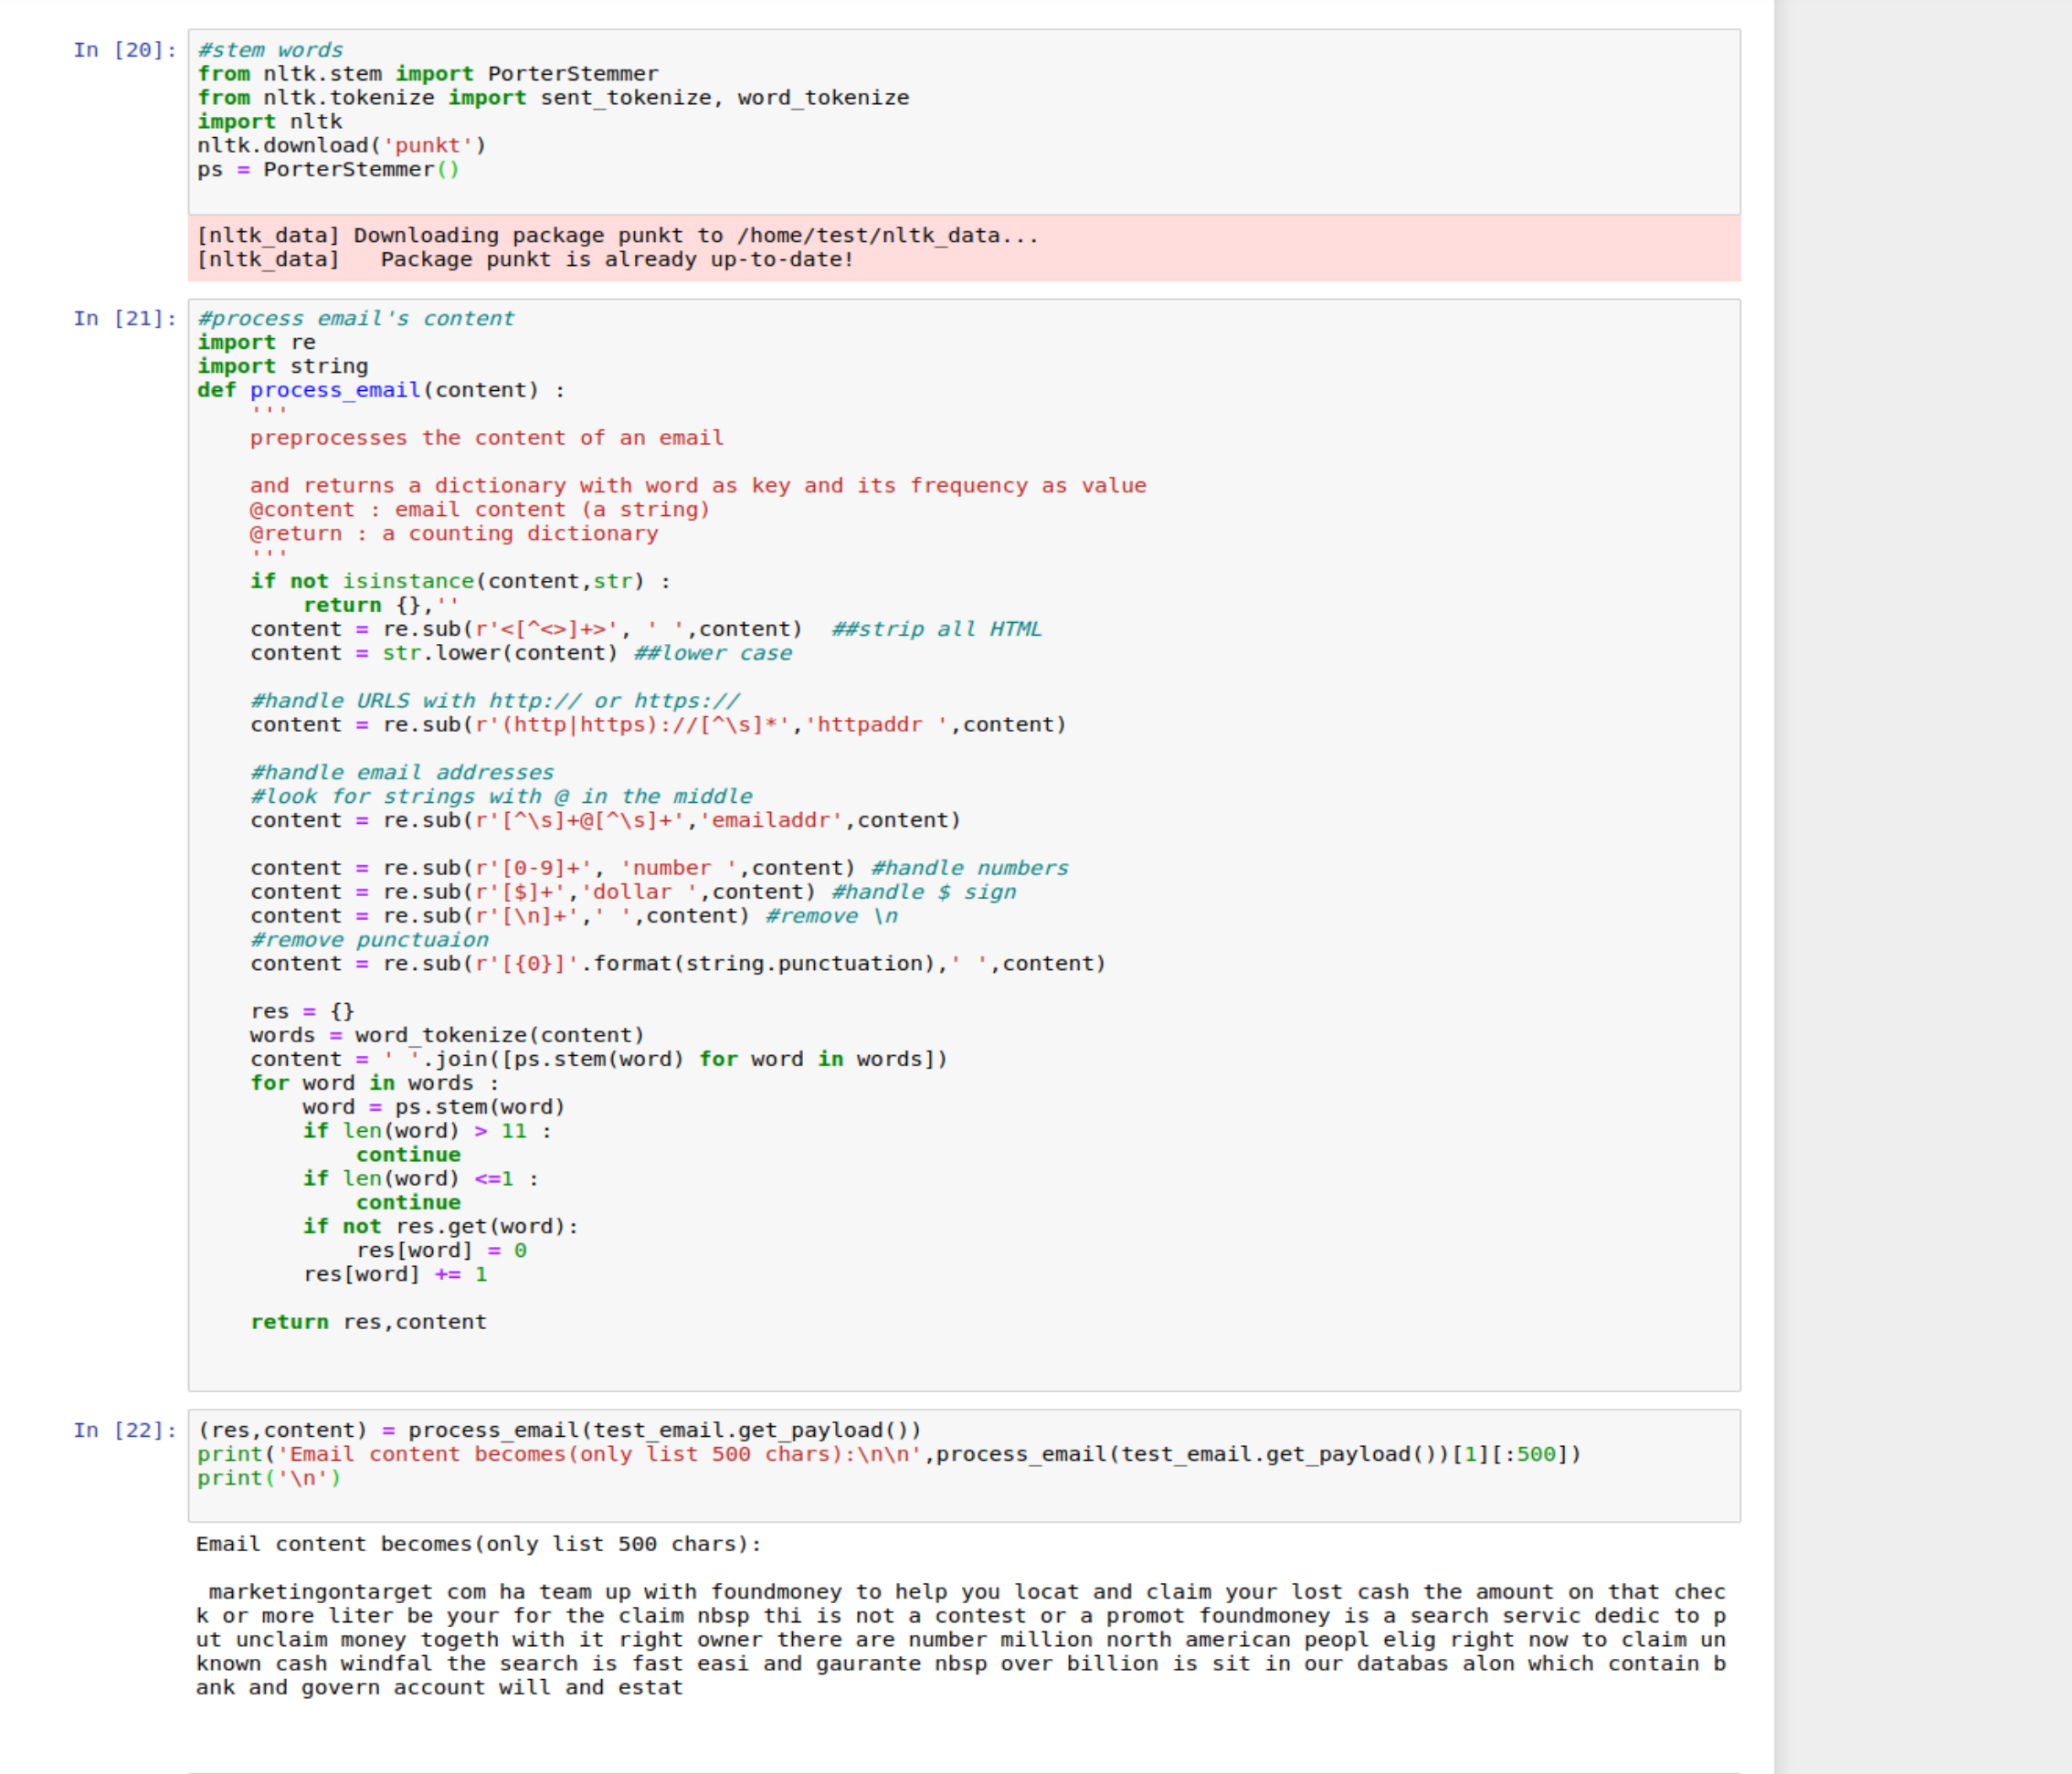 In [20]:
#stem words
from nltk.stem import PorterStemmer
from nltk.tokenize import sent_tokenize, word_tokenize
import nltk
nltk.download('punkt')
ps = PorterStemmer()
[nltk_data] Downloading package punkt to /home/test/nltk_data...
[nltk_data]   Package punkt is already up-to-date!
In [21]:
#process email's content
import re
import string
def process_email(content) :
    '''
    preprocesses the content of an email
    and returns a dictionary with word as key and its frequency as value
    @content : email content (a string)
    @return : a counting dictionary
    '''
    if not isinstance(content,str) :
        return {},''
    content = re.sub(r'<[^<>]+>', ' ',content)  ##strip all HTML
    content = str.lower(content) ##lower case
    #handle URLS with http:// or https://
    content = re.sub(r'(http|https)://[^\s]*','httpaddr ',content)
    #handle email addresses
    #look for strings with @ in the middle
    content = re.sub(r'[^\s]+@[^\s]+','emailaddr',content)
    content = re.sub(r'[0-9]+', 'number ',content) #handle numbers
    content = re.sub(r'[$]+','dollar ',content) #handle $ sign
    content = re.sub(r'[\n]+',' ',content) #remove \n
    #remove punctuaion
    content = re.sub(r'[{0}]'.format(string.punctuation),' ',content)
    res = {}
    words = word_tokenize(content)
    content = ' '.join([ps.stem(word) for word in words])
    for word in words :
        word = ps.stem(word)
        if len(word) > 11 :
            continue
        if len(word) <=1 :
            continue
        if not res.get(word):
            res[word] = 0
        res[word] += 1
    return res,content
In [22]:
(res,content) = process_email(test_email.get_payload())
print('Email content becomes(only list 500 chars):\n\n',process_email(test_email.get_payload())[1][:500])
print('\n')
Email content becomes(only list 500 chars):
 marketingontarget com ha team up with foundmoney to help you locat and claim your lost cash the amount on that chec
k or more liter be your for the claim nbsp thi is not a contest or a promot foundmoney is a search servic dedic to p
ut unclaim money togeth with it right owner there are number million north american peopl elig right now to claim un
known cash windfal the search is fast easi and gaurante nbsp over billion is sit in our databas alon which contain b
ank and govern account will and estat